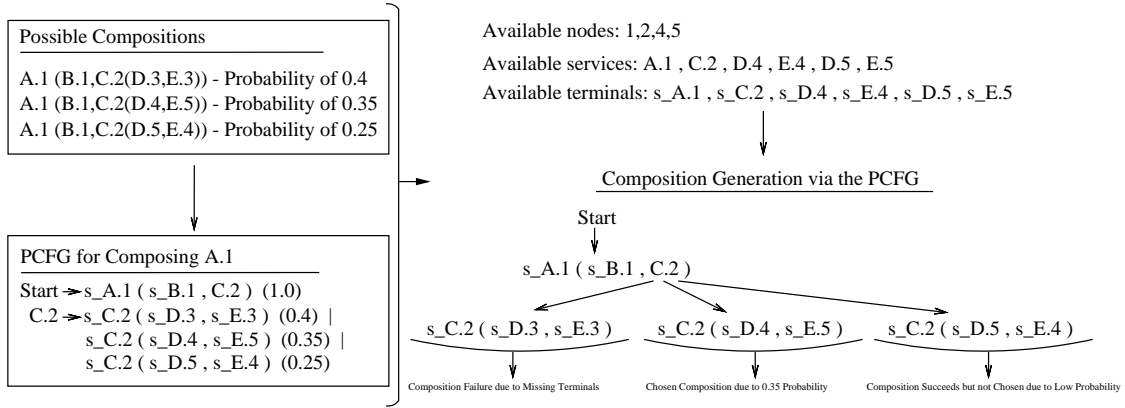 Possible Compositions
A.1 (B.1,C.2(D.3,E.3)) - Probability of 0.4
A.1 (B.1,C.2(D.4,E.5)) - Probability of 0.35
A.1 (B.1,C.2(D.5,E.4)) - Probability of 0.25
PCFG for Composing A.1
Start s_A.1 ( s_B.1 , C.2 ) (1.0)
C.2 s_C.2 ( s_D.3 , s_E.3 ) (0.4) |
s_C.2 ( s_D.4 , s_E.5 ) (0.35) |
s_C.2 ( s_D.5 , s_E.4 ) (0.25)
Available nodes: 1,2,4,5
Available services: A.1 , C.2 , D.4 , E.4 , D.5 , E.5
Available terminals: s_A.1 , s_C.2 , s_D.4 , s_E.4 , s_D.5 , s_E.5
Composition Generation via the PCFG
Start
s_A.1 ( s_B.1 , C.2 )
s_C.2 ( s_D.3 , s_E.3 )
s_C.2 ( s_D.4 , s_E.5 )
s_C.2 ( s_D.5 , s_E.4 )
Composition Failure due to Missing Terminals
Chosen Composition due to 0.35 Probability
Composition Succeeds but not Chosen due to Low Probability